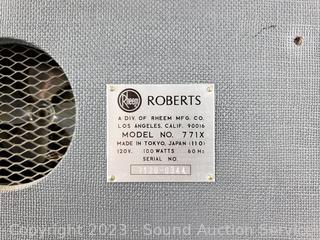 Rheem ROBERTS
A DIV. OF RHEEM MFG. CO.
LOS ANGELES, CALIF. 90016
MODEL NO. 771X
MADE IN TOKYO, JAPAN (110)
120V. 100 WATTS 60 Hz
SERIAL NO.
Copyright 2023 - Sound Auction Service